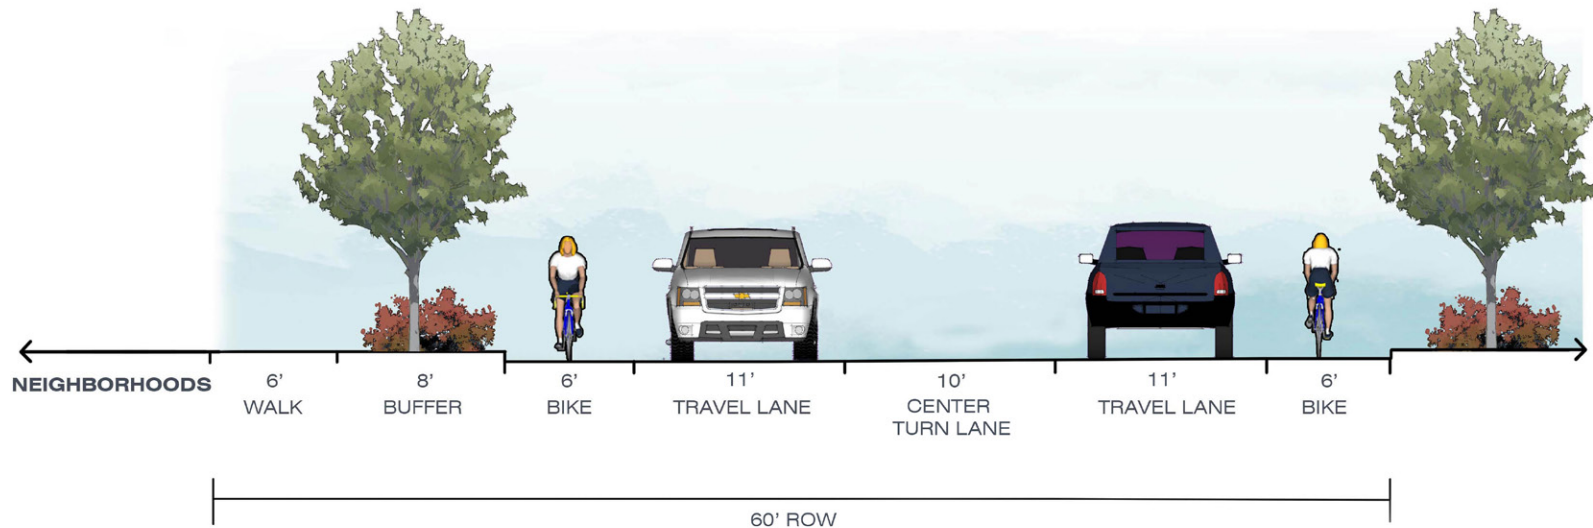 NEIGHBORHOODS
6’
WALK
8’
BUFFER
6’
BIKE
11’
TRAVEL LANE
10’
CENTER
TURN LANE
11’
TRAVEL LANE
6’
BIKE
60’ ROW